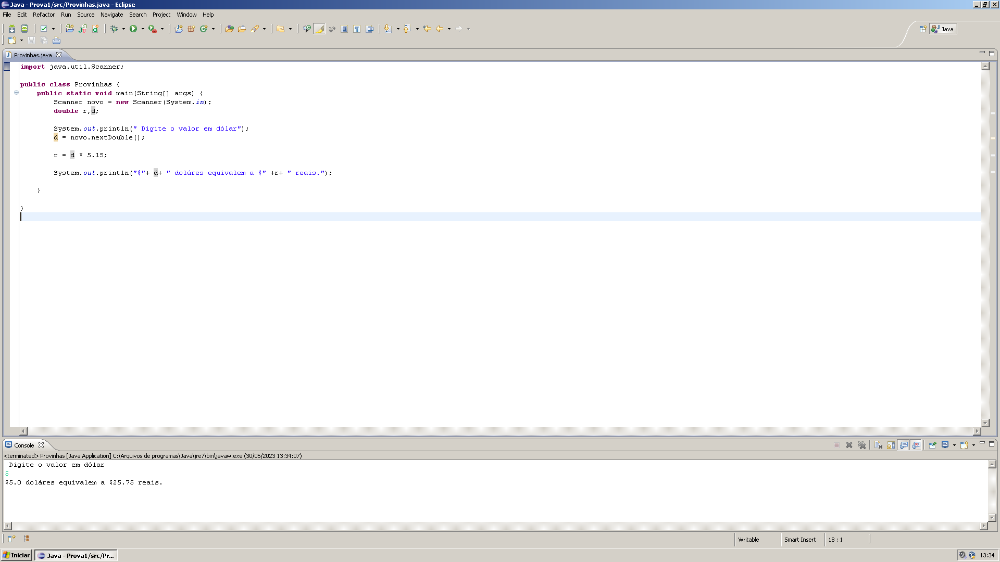 Java - Prova1/src/Provinhas.java - Eclipse
File Edit Refactor Run Source Navigate Search Project Window Help
Java
Provinhas.java
import java.util.Scanner;
public class Provinhas {
public static void main(String[] args) {
Scanner novo = new Scanner(System.in);
double r,d;
System.out.println(" Digite o valor em dólar");
d = novo.nextDouble();
r = d * 5.15;
System.out.println("$"+ d+ " doláres equivalem a $" +r+ " reais.");
}
}
Console
<terminated> Provinhas [Java Application] C:\Arquivos de programas\Java\jre7\bin\javaw.exe (30/05/2023 13:34:07)
Digite o valor em dólar
5
$5.0 doláres equivalem a $25.75 reais.
Writable Smart Insert 18 : 1
Iniciar Java - Prova1/src/Pr... 13:34